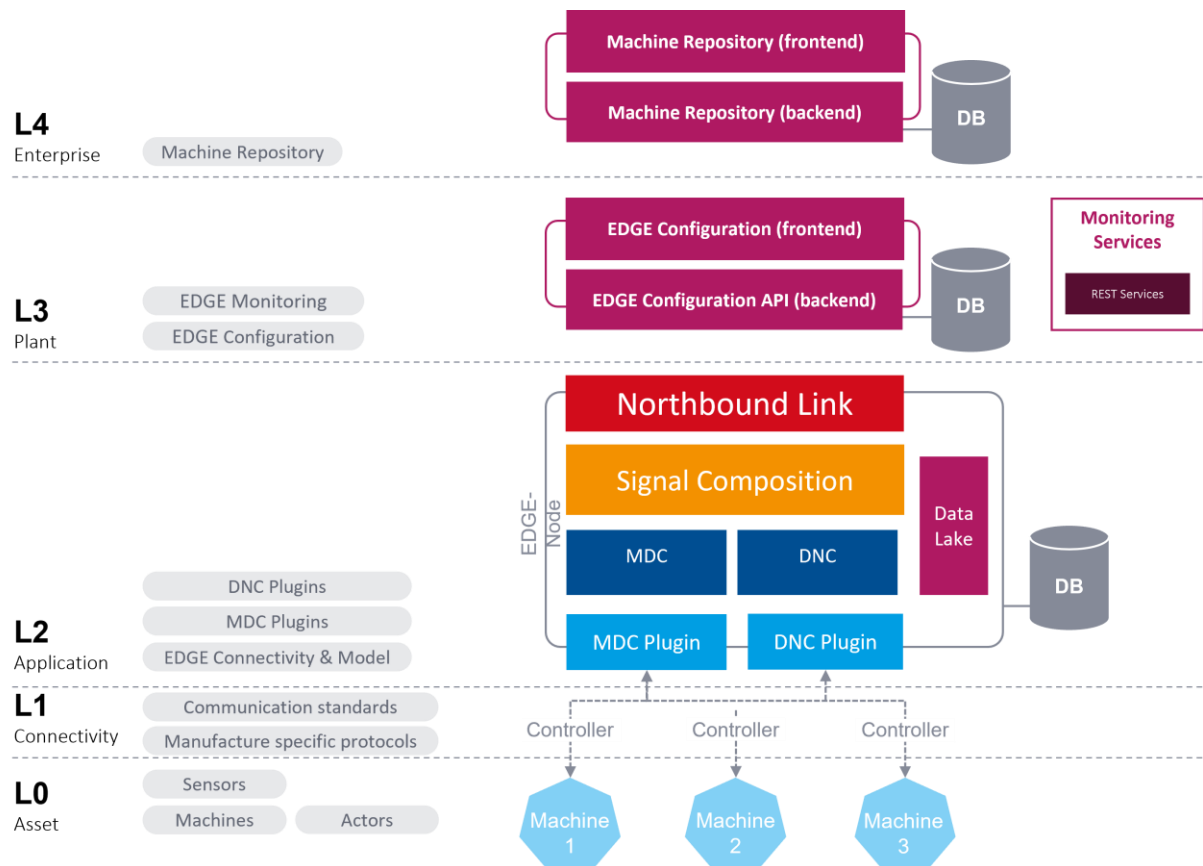 Machine Repository (frontend)
Machine Repository (backend)
DB
L4
Enterprise
Machine Repository
EDGE Configuration (frontend)
EDGE Configuration API (backend)
DB
Monitoring
Services
REST Services
L3
Plant
EDGE Monitoring
EDGE Configuration
Northbound Link
Signal Composition
EDGE-
Node
MDC
DNC
Data
Lake
DB
MDC Plugin
DNC Plugin
L2
Application
DNC Plugins
MDC Plugins
EDGE Connectivity & Model
L1
Connectivity
Communication standards
Manufacture specific protocols
Controller
Controller
Controller
L0
Asset
Sensors
Machines
Actors
Machine
1
Machine
2
Machine
3